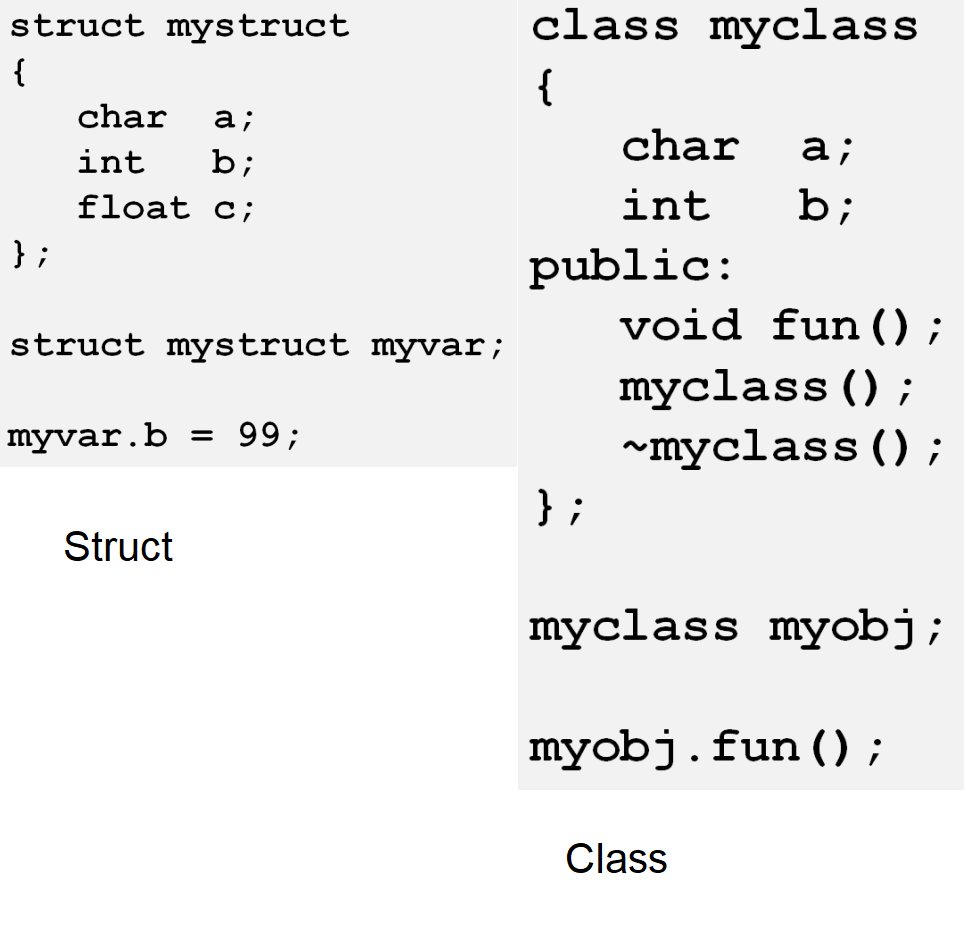 struct mystruct
{
char a;
int b;
float c;
};
struct mystruct myvar;
myvar.b = 99;
Struct
class myclass
{
char a;
int b;
public:
void fun();
myclass();
~myclass();
};
myclass myobj;
myobj.fun();
Class